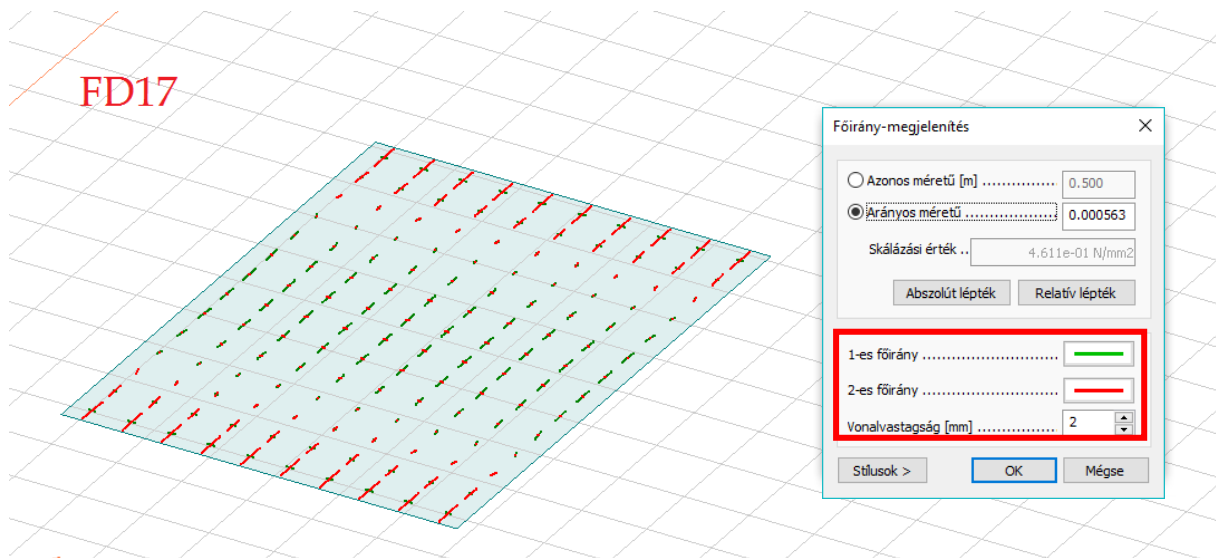 FD17
Főirány-megjelenítés
Azonos méretű [m] ................ 0.500
Arányos méretű .................... 0.000563
Skálázási érték .. 4.611e-01 N/mm2
Abszolút lépték Relatív lépték
1-es főirány ............................
2-es főirány ............................
Vonalvastagság [mm] ................ 2
Stílusok > OK Mégse